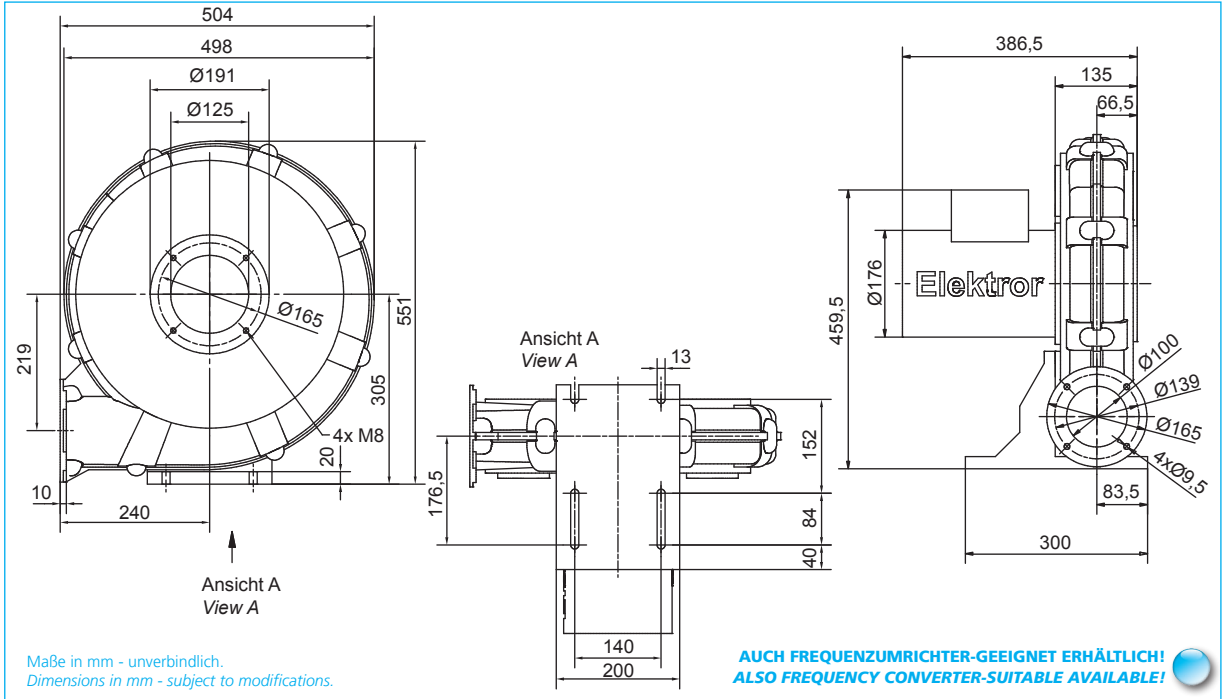 504
498
Ø191
Ø125
Ø165
551
305
219
4x M8
20
10
240
Ansicht A
View A
Ansicht A
View A
13
152
176,5
84
40
140
200
386,5
135
66,5
459,5
Ø176
Elektror
Ø100
Ø139
Ø165
4xØ9,5
83,5
300
Maße in mm - unverbindlich.
Dimensions in mm - subject to modifications.
AUCH FREQUENZUMRICHTER-GEEIGNET ERHÄLTLICH!
ALSO FREQUENCY CONVERTER-SUITABLE AVAILABLE!